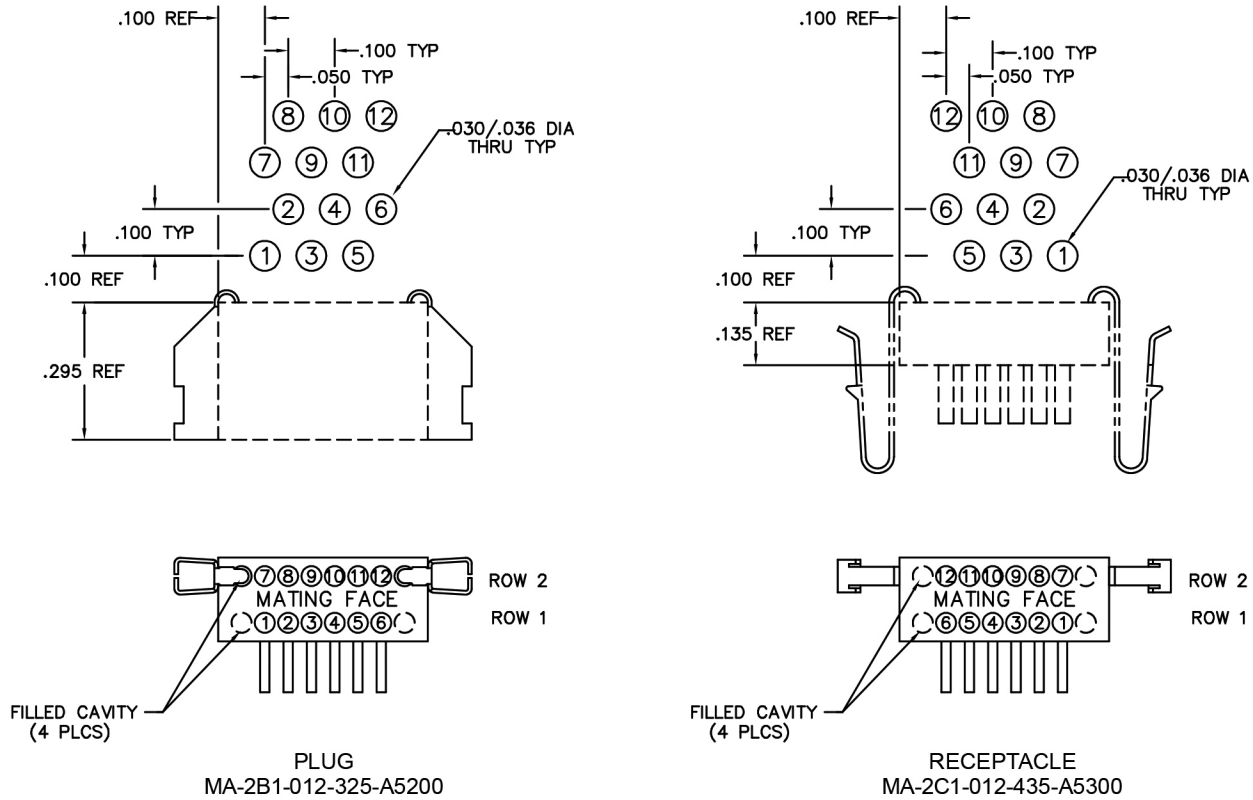 .100 REF
.100 TYP
.050 TYP
8 10 12
.030/.036 DIA
THRU TYP
7 9 11
2 4 6
.100 TYP
1 3 5
.100 REF
.295 REF
7 8 9 10 11 12
ROW 2
MATING FACE
1 2 3 4 5 6
ROW 1
FILLED CAVITY
(4 PLCS)
PLUG
MA-2B1-012-325-A5200
.100 REF
.100 TYP
.050 TYP
12 10 8
11 9 7
.030/.036 DIA
THRU TYP
6 4 2
.100 TYP
5 3 1
.100 REF
.135 REF
12 11 10 9 8 7
ROW 2
MATING FACE
6 5 4 3 2 1
ROW 1
FILLED CAVITY
(4 PLCS)
RECEPTACLE
MA-2C1-012-435-A5300